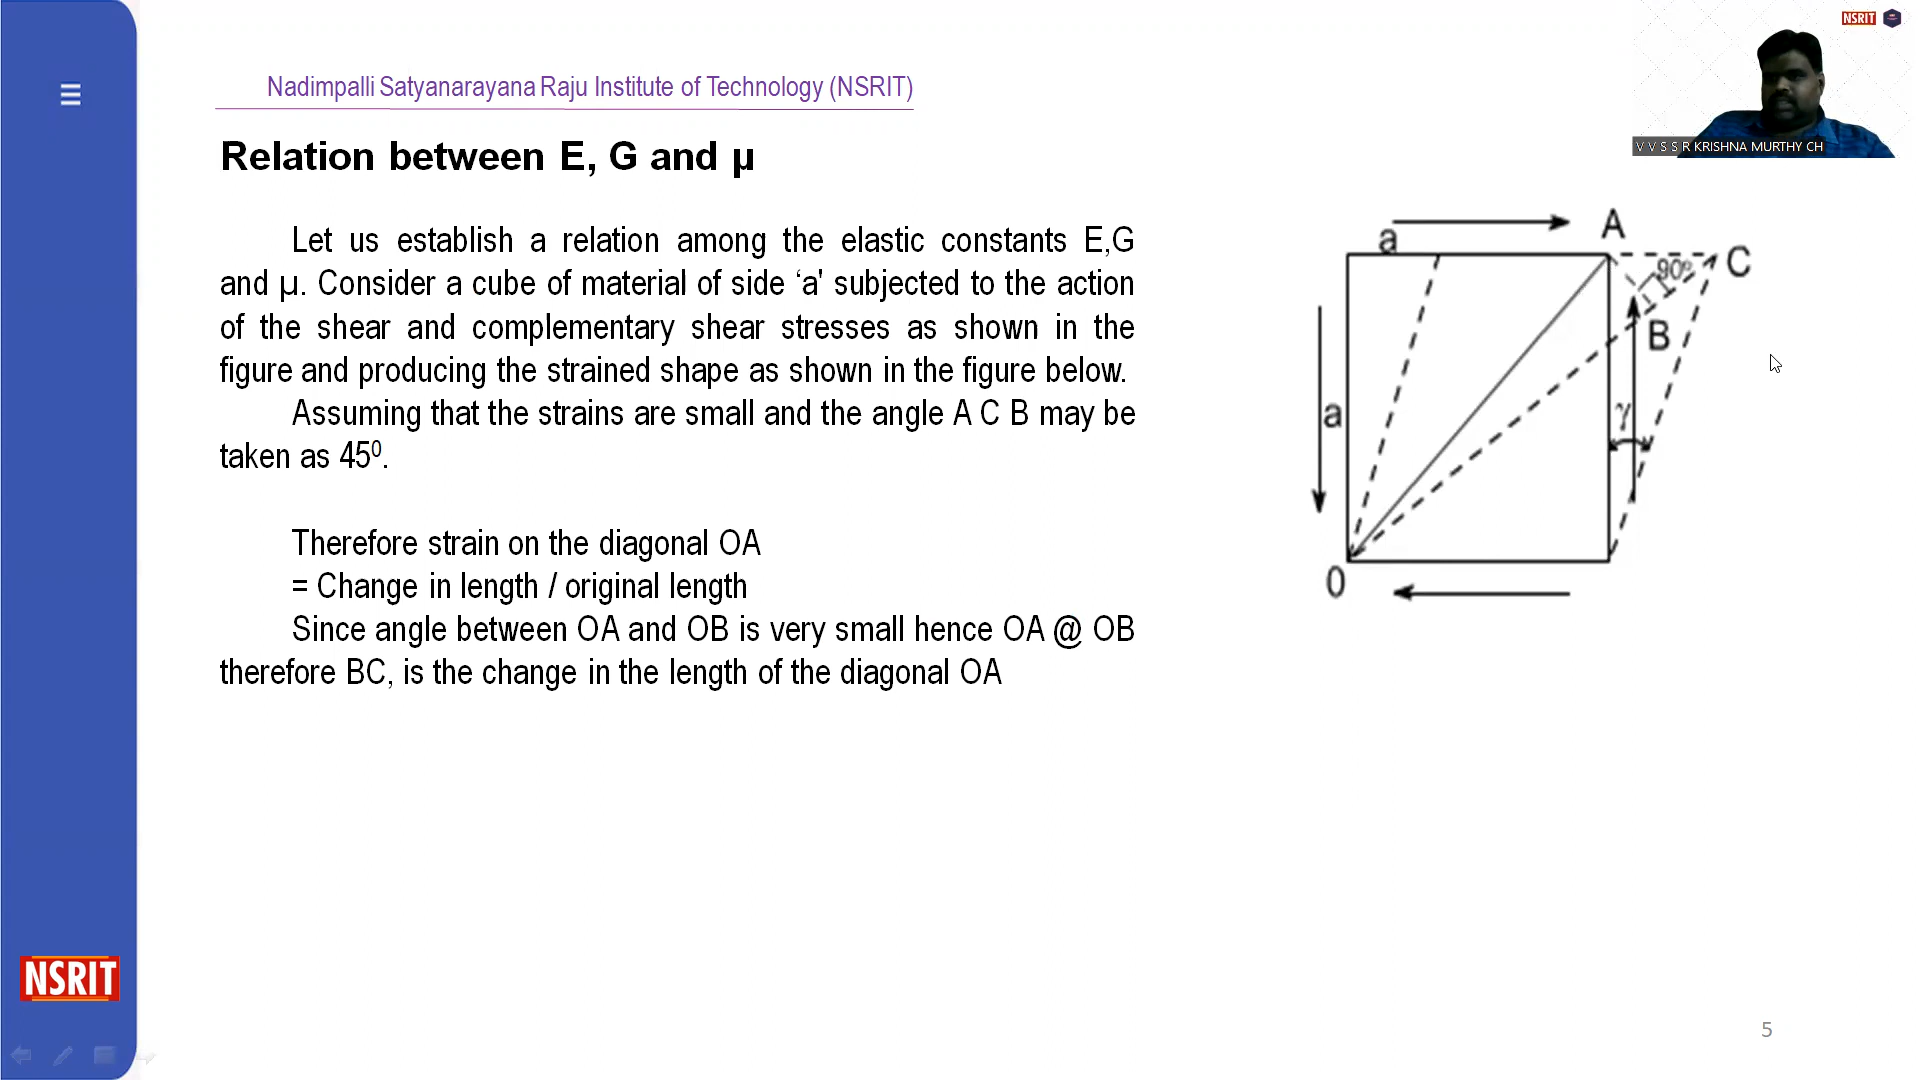 NSRIT
Nadimpalli Satyanarayana Raju Institute of Technology (NSRIT)
V V S S R KRISHNA MURTHY CH
Relation between E, G and µ
Let us establish a relation among the elastic constants E,G
and µ. Consider a cube of material of side ‘a' subjected to the action
of the shear and complementary shear stresses as shown in the
figure and producing the strained shape as shown in the figure below.
Assuming that the strains are small and the angle A C B may be
taken as 45⁰.
Therefore strain on the diagonal OA
= Change in length / original length
Since angle between OA and OB is very small hence OA @ OB
therefore BC, is the change in the length of the diagonal OA
A
a
90°
C
B
a
γ
0
NSRIT
5